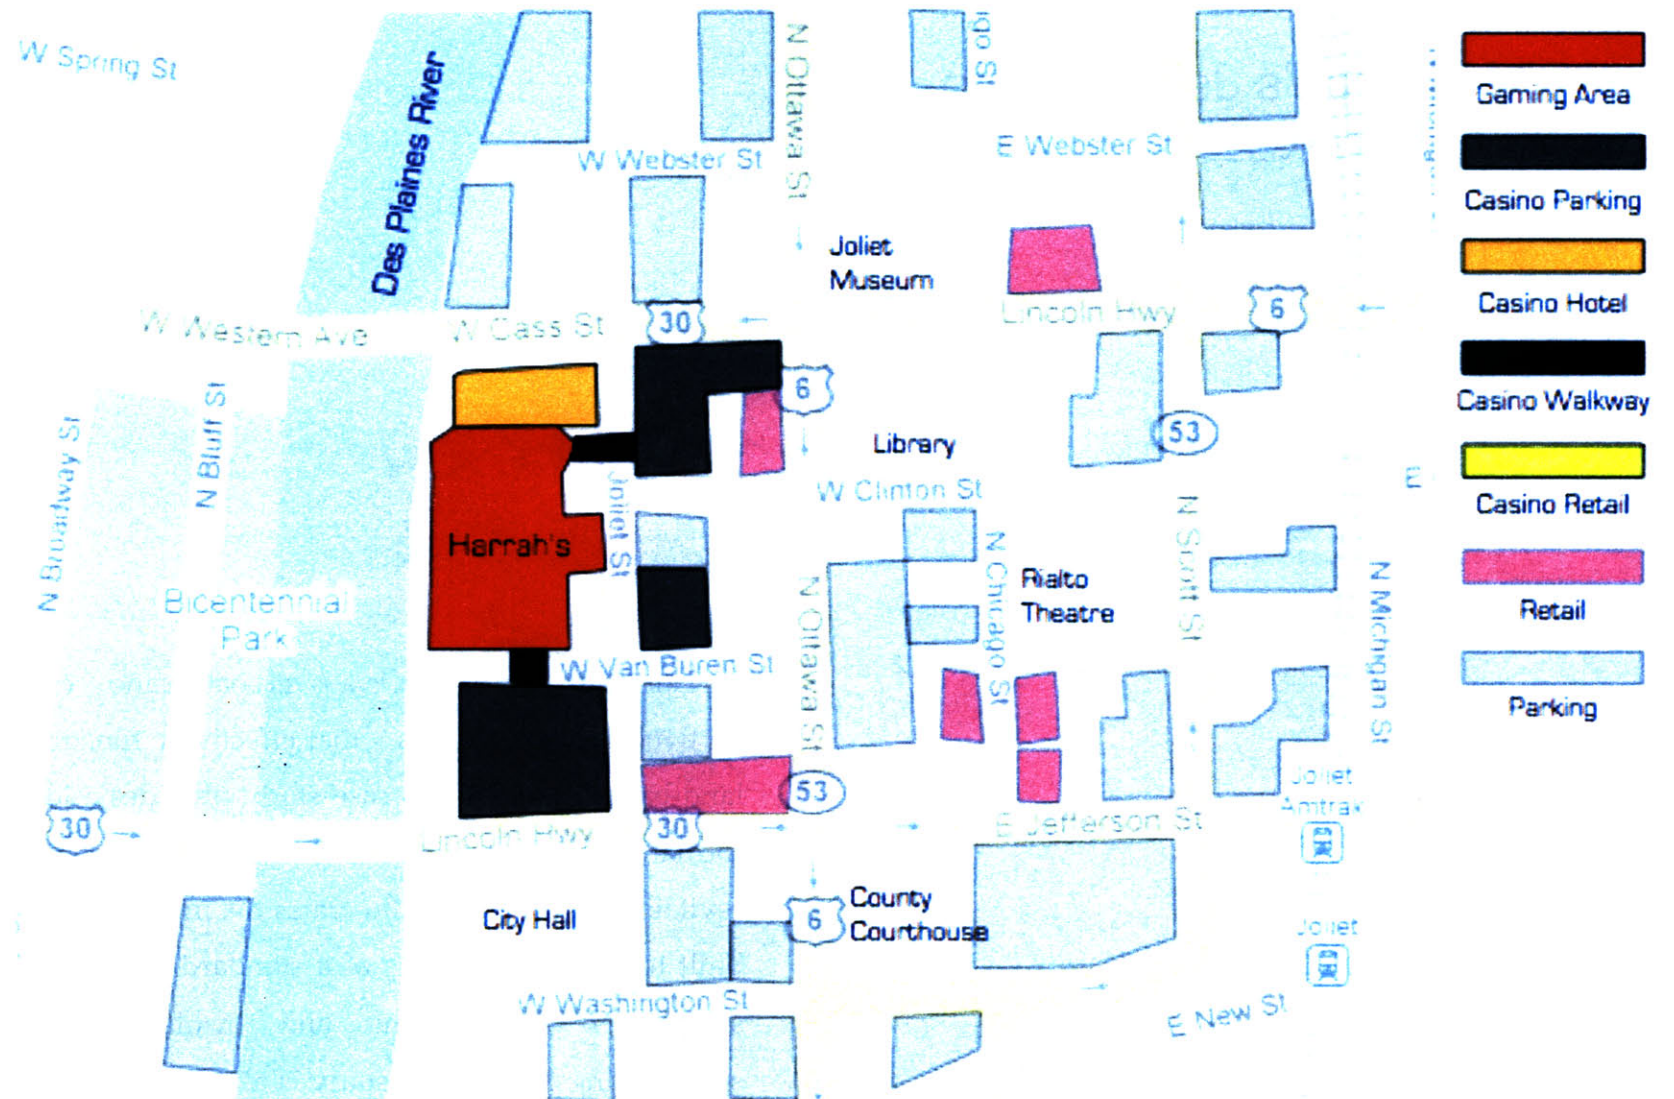 W Spring St
Des Plaines River
N Ottawa St
ago St
W Webster St
E Webster St
Joliet
Museum
Lincoln Hwy
6
W Western Ave
W Cass St
30
6
N Broadway St
N Bluff St
Library
53
W Clinton St
Joliet St
Harrah's
Bicentennial
Park
N Ottawa St
N Chicago St
Rialto
Theatre
N Scott St
E
N Michigan St
W Van Buren St
53
30
30
Lincoln Hwy
E Jefferson St
Joliet
Amtrak
City Hall
6
County
Courthouse
Joliet
W Washington St
E New St
Gaming Area
Casino Parking
Casino Hotel
Casino Walkway
Casino Retail
Retail
Parking